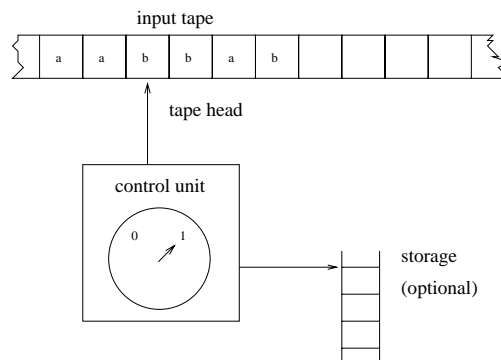 input tape
a a b b a b
tape head
control unit
0 1
storage
(optional)